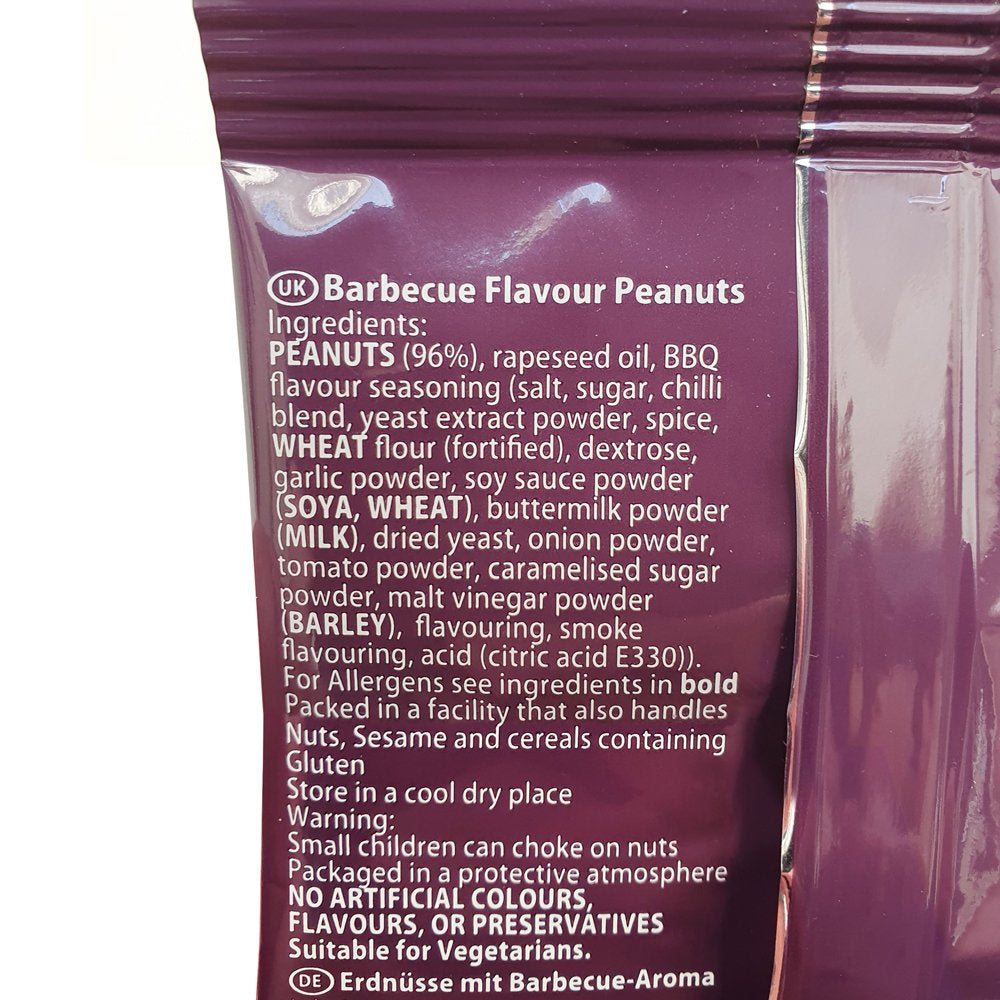 UK Barbecue Flavour Peanuts
Ingredients:
PEANUTS (96%), rapeseed oil, BBQ
flavour seasoning (salt, sugar, chilli
blend, yeast extract powder, spice,
WHEAT flour (fortified), dextrose,
garlic powder, soy sauce powder
(SOYA, WHEAT), buttermilk powder
(MILK), dried yeast, onion powder,
tomato powder, caramelised sugar
powder, malt vinegar powder
(BARLEY), flavouring, smoke
flavouring, acid (citric acid E330)).
For Allergens see ingredients in bold
Packed in a facility that also handles
Nuts, Sesame and cereals containing
Gluten
Store in a cool dry place
Warning:
Small children can choke on nuts
Packaged in a protective atmosphere
NO ARTIFICIAL COLOURS,
FLAVOURS, OR PRESERVATIVES
Suitable for Vegetarians.
DE Erdnüsse mit Barbecue-Aroma